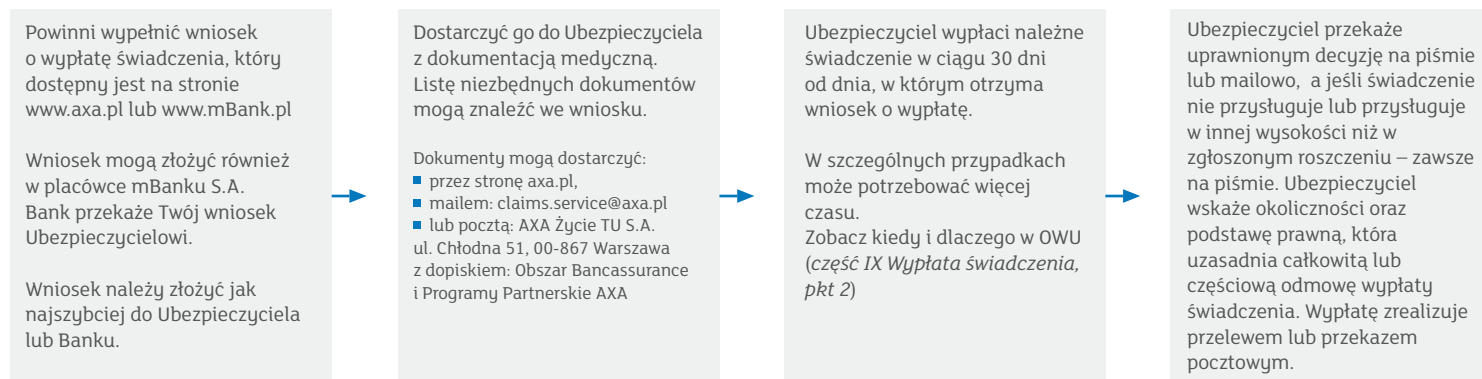 Powinni wypełnić wniosek
o wypłatę świadczenia, który
dostępny jest na stronie
www.axa.pl lub www.mBank.pl
Wniosek mogą złożyć również
w placówce mBanku S.A.
Bank przekaże Twój wniosek
Ubezpieczycielowi.
Wniosek należy złożyć jak
najszybciej do Ubezpieczyciela
lub Banku.
Dostarczyć go do Ubezpieczyciela
z dokumentacją medyczną.
Listę niezbędnych dokumentów
mogą znaleźć we wniosku.
Dokumenty mogą dostarczyć:
■ przez stronę axa.pl,
■ mailem: claims.service@axa.pl
■ lub pocztą: AXA Życie TU S.A.
ul. Chłodna 51, 00-867 Warszawa
z dopiskiem: Obszar Bancassurance
i Programy Partnerskie AXA
Ubezpieczyciel wypłaci należne
świadczenie w ciągu 30 dni
od dnia, w którym otrzyma
wniosek o wypłatę.
W szczególnych przypadkach
może potrzebować więcej
czasu.
Zobacz kiedy i dlaczego w OWU
(część IX Wypłata świadczenia,
pkt 2)
Ubezpieczyciel przekaże
uprawnionym decyzję na piśmie
lub mailowo,  a jeśli świadczenie
nie przysługuje lub przysługuje
w innej wysokości niż w
zgłoszonym roszczeniu – zawsze
na piśmie. Ubezpieczyciel
wskaże okoliczności oraz
podstawę prawną, która
uzasadnia całkowitą lub
częściową odmowę wypłaty
świadczenia. Wypłatę zrealizuje
przelewem lub przekazem
pocztowym.